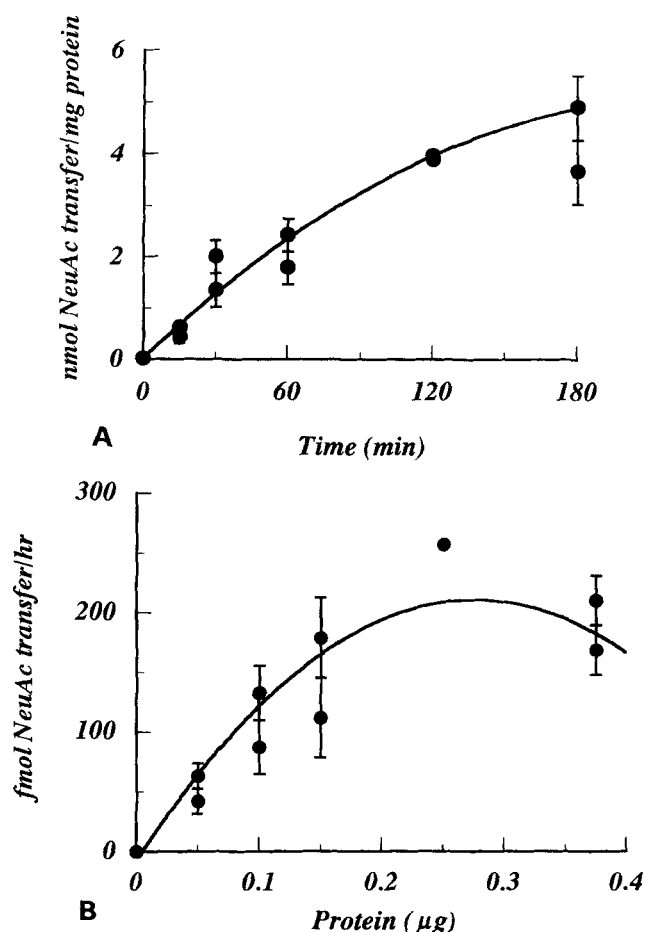 nmol NeuAc transfer/mg protein
6
4
2
0
0 60 120 180
A
Time (min)
fmol NeuAc transfer/hr
300
200
100
0
0 0.1 0.2 0.3 0.4
B
Protein (µg)